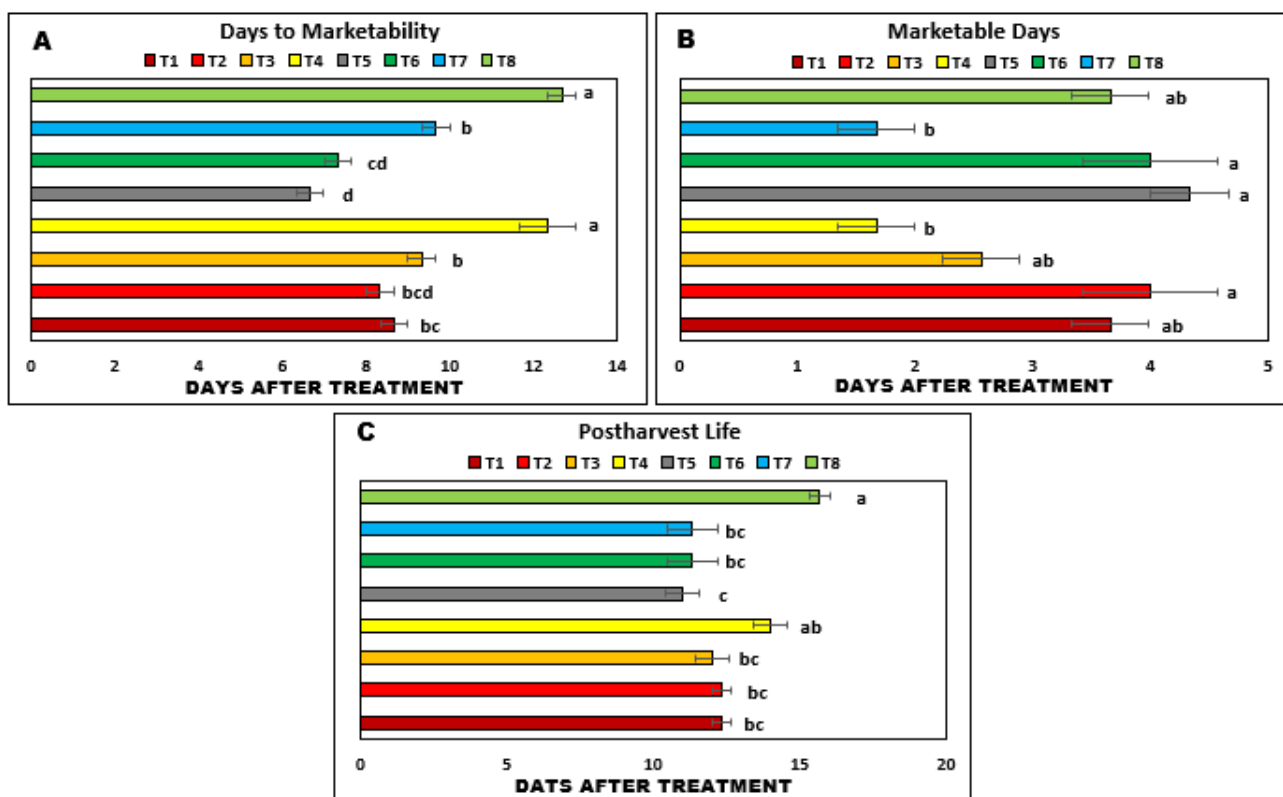 A
Days to Marketability
T1 T2 T3 T4 T5 T6 T7 T8
a
b
cd
d
a
b
bcd
bc
0 2 4 6 8 10 12 14
DAYS AFTER TREATMENT
B
Marketable Days
T1 T2 T3 T4 T5 T6 T7 T8
ab
b
a
a
b
ab
a
ab
0 1 2 3 4 5
DAYS AFTER TREATMENT
C
Postharvest Life
T1 T2 T3 T4 T5 T6 T7 T8
a
bc
bc
c
ab
bc
bc
bc
0 5 10 15 20
DATS AFTER TREATMENT